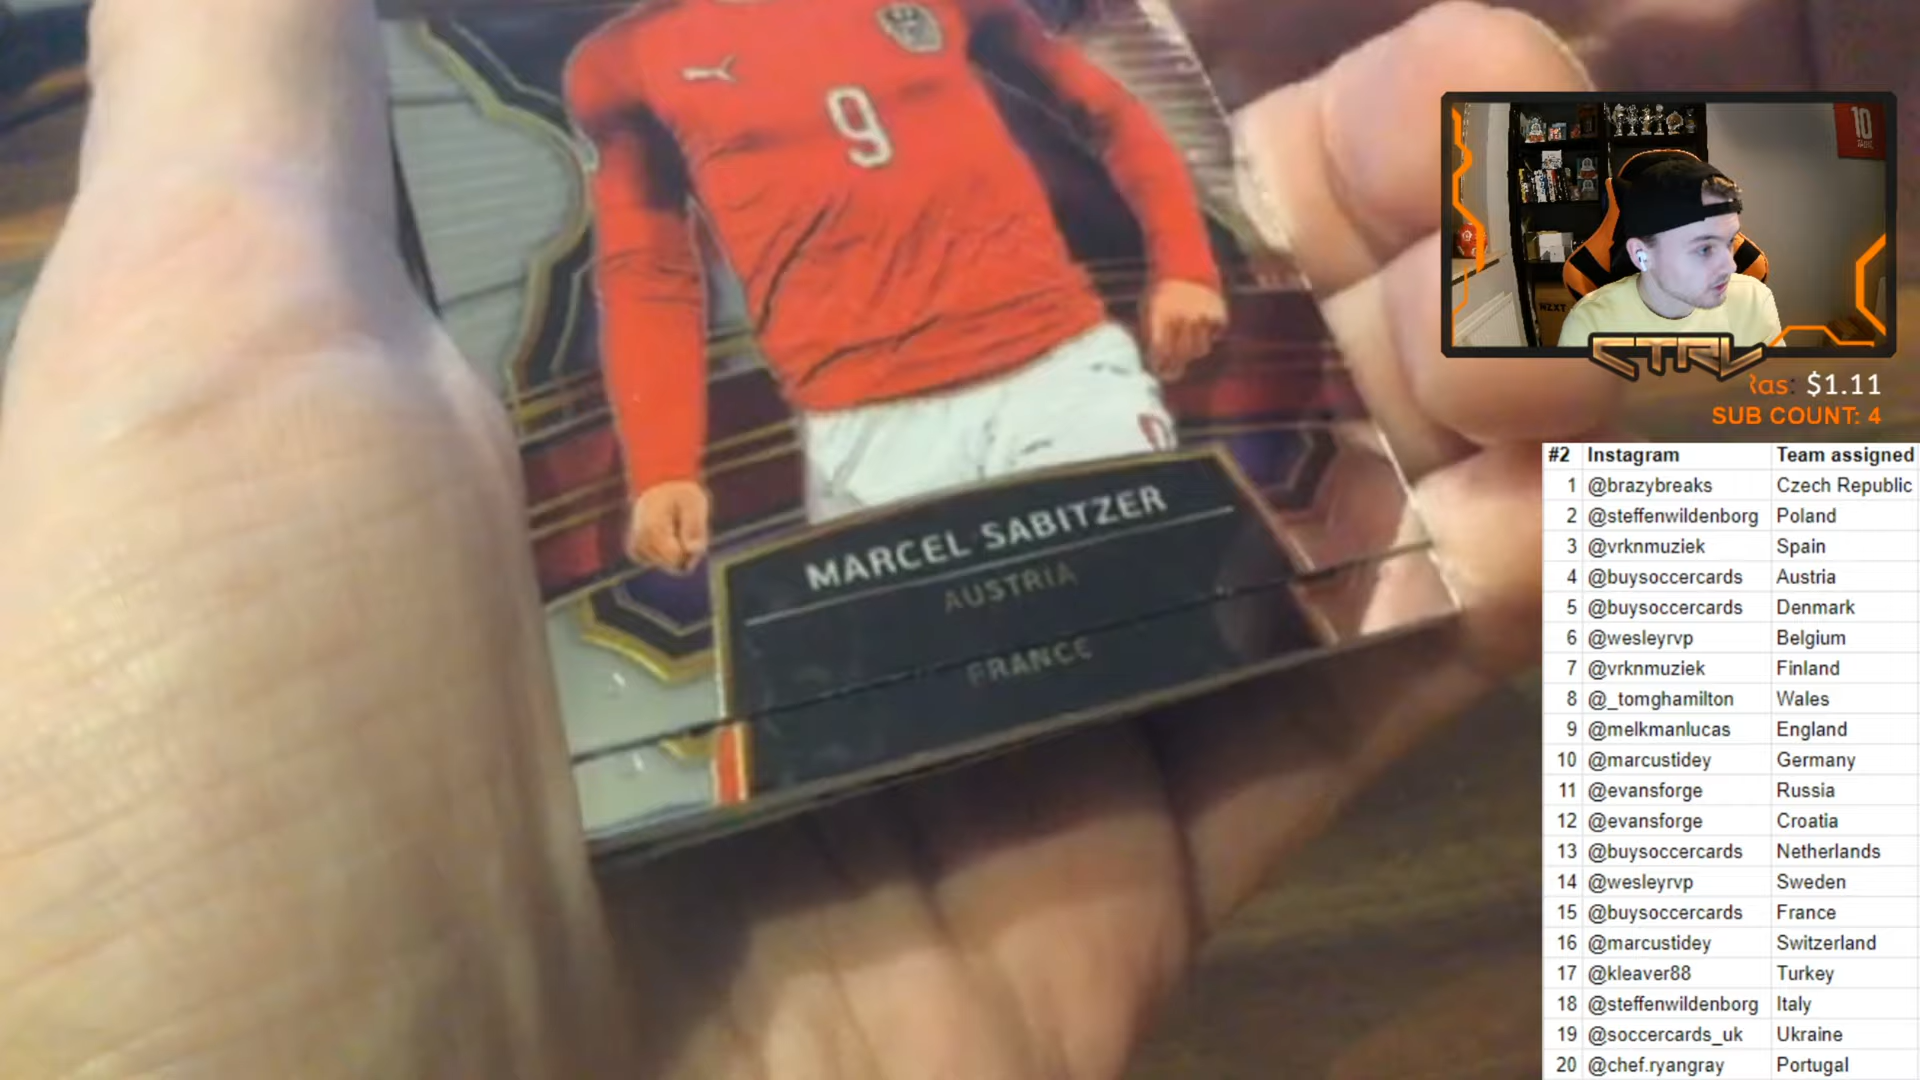 9
MARCEL SABITZER
AUSTRIA
FRANCE
10
NZXT
CTRL
Ras: $1.11
SUB COUNT: 4
#2 Instagram Team assigned
1 @brazybreaks Czech Republic
2 @steffenwildenborg Poland
3 @vrknmuziek Spain
4 @buysoccercards Austria
5 @buysoccercards Denmark
6 @wesleyrvp Belgium
7 @vrknmuziek Finland
8 @_tomghamilton Wales
9 @melkmanlucas England
10 @marcustidey Germany
11 @evansforge Russia
12 @evansforge Croatia
13 @buysoccercards Netherlands
14 @wesleyrvp Sweden
15 @buysoccercards France
16 @marcustidey Switzerland
17 @kleaver88 Turkey
18 @steffenwildenborg Italy
19 @soccercards_uk Ukraine
20 @chef.ryangray Portugal